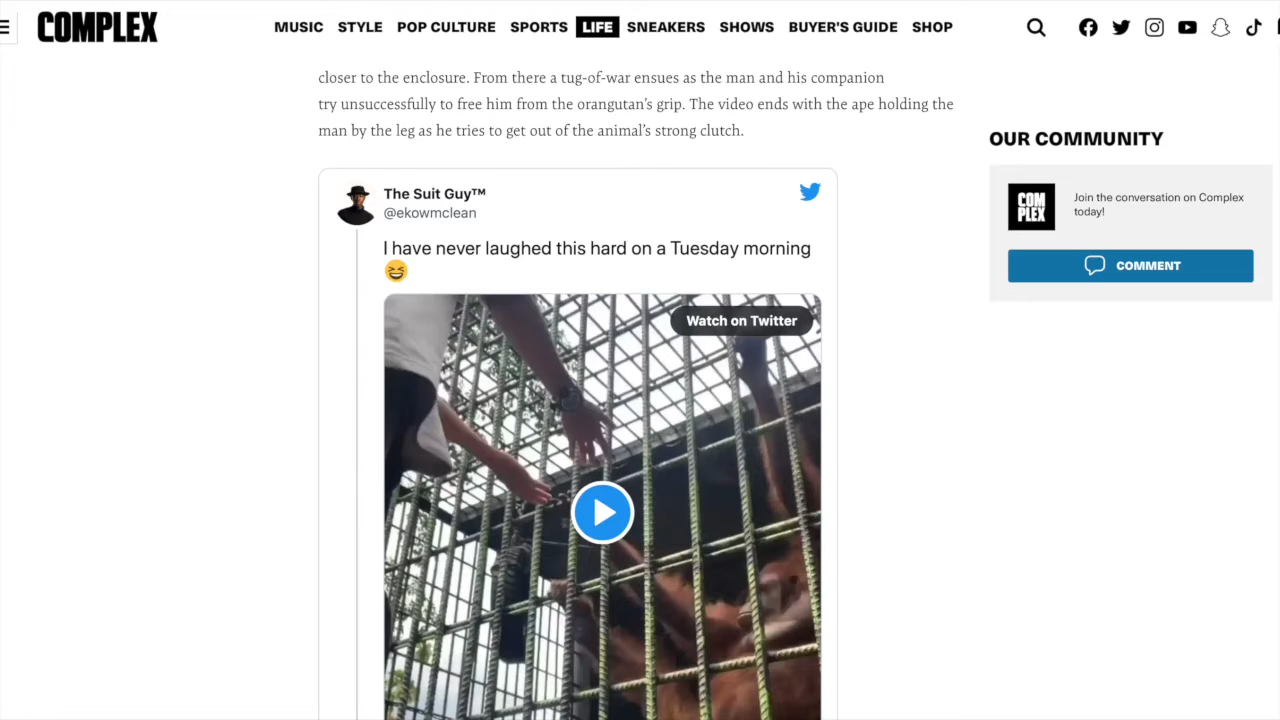 COMPLEX
MUSIC STYLE POP CULTURE SPORTS LIFE SNEAKERS SHOWS BUYER'S GUIDE SHOP
closer to the enclosure. From there a tug-of-war ensues as the man and his companion
try unsuccessfully to free him from the orangutan’s grip. The video ends with the ape holding the
man by the leg as he tries to get out of the animal’s strong clutch.
The Suit Guy™
@ekowmclean
I have never laughed this hard on a Tuesday morning
😆
Watch on Twitter
OUR COMMUNITY
COM
PLEX
Join the conversation on Complex
today!
COMMENT